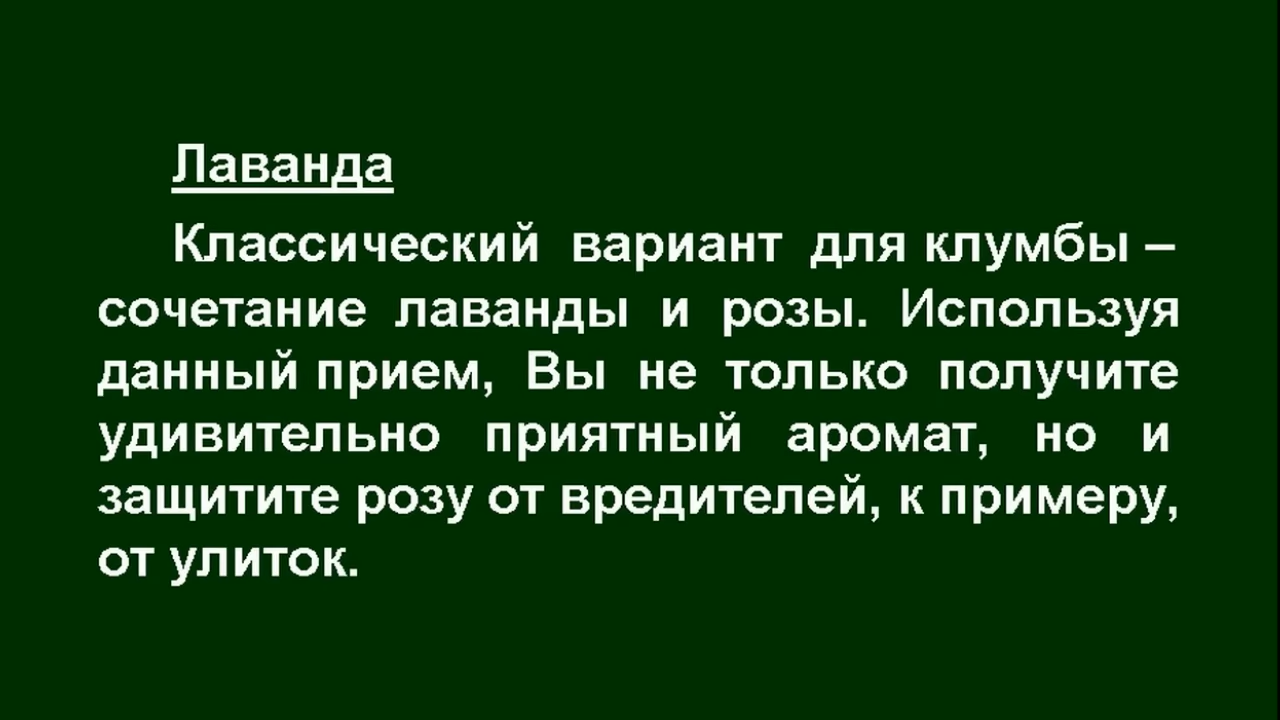 Лаванда
Классический вариант для клумбы –
сочетание лаванды и розы. Используя
данный прием, Вы не только получите
удивительно приятный аромат, но и
защитите розу от вредителей, к примеру,
от улиток.